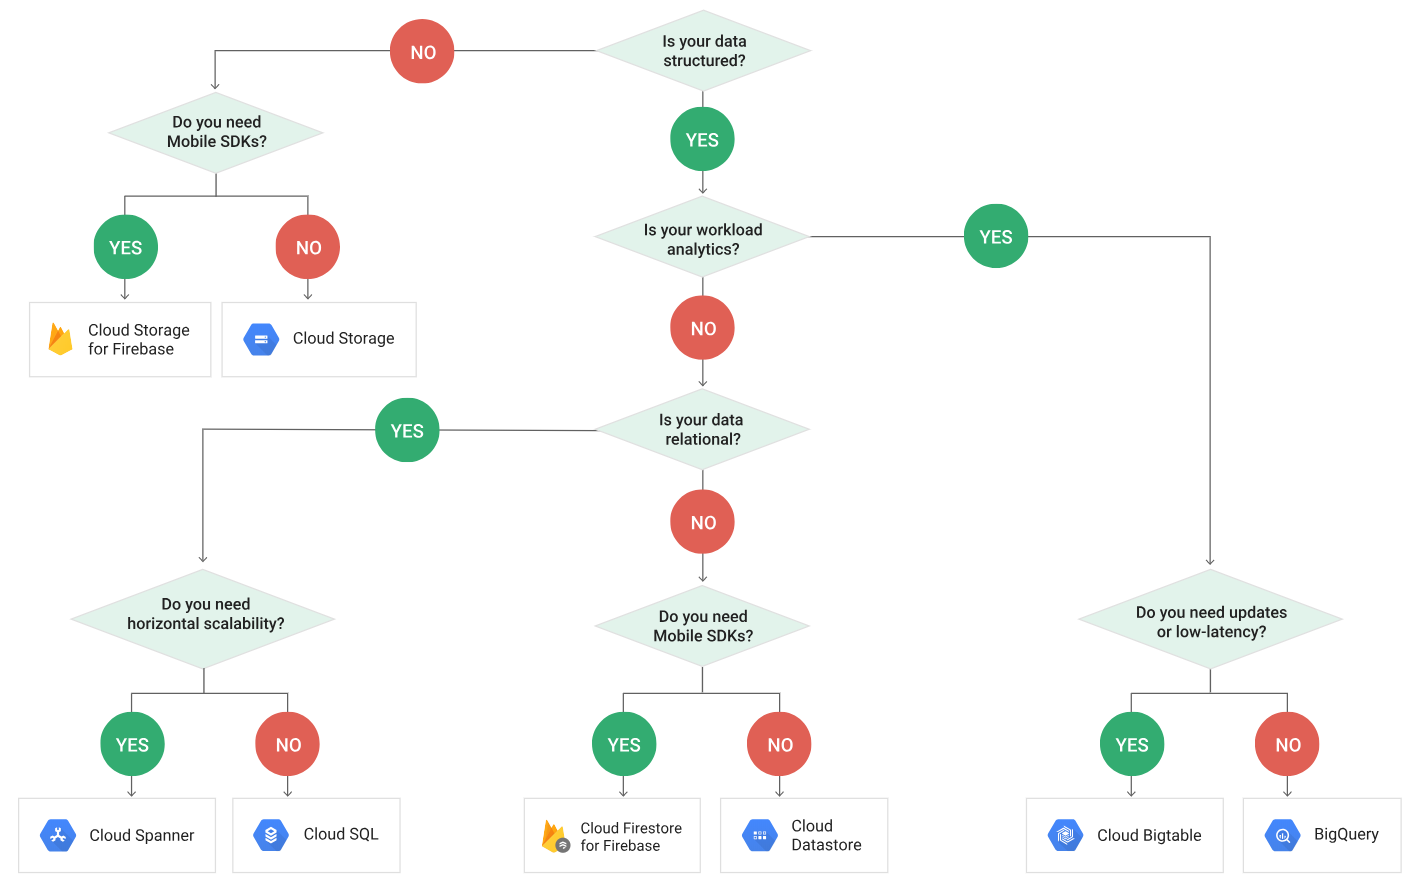 Is your data
structured?
NO
Do you need
Mobile SDKs?
YES
NO
Cloud Storage
for Firebase
Cloud Storage
YES
Is your workload
analytics?
YES
NO
Is your data
relational?
YES
NO
Do you need
horizontal scalability?
YES
NO
Cloud Spanner
Cloud SQL
Do you need
Mobile SDKs?
YES
NO
Cloud Firestore
for Firebase
Cloud
Datastore
Do you need updates
or low-latency?
YES
NO
Cloud Bigtable
BigQuery